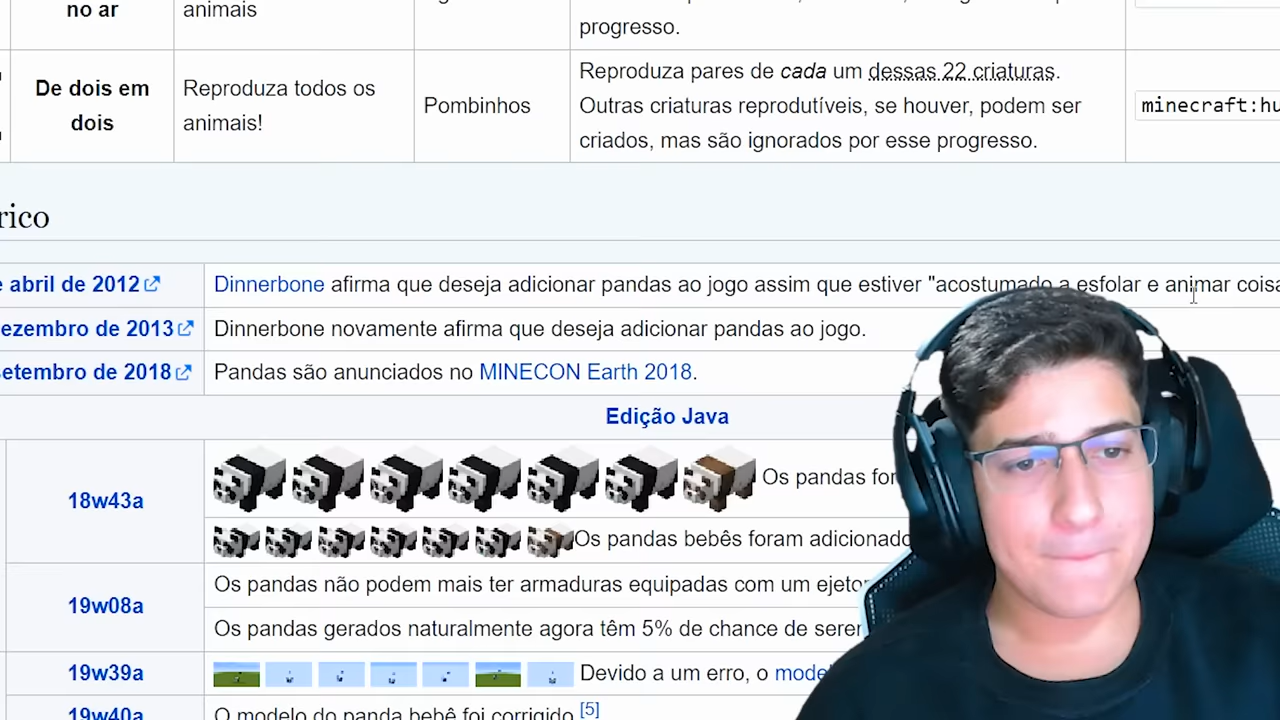 no ar
animais
progresso.
De dois em
dois
Reproduza todos os
animais!
Pombinhos
Reproduza pares de cada um dessas 22 criaturas.
Outras criaturas reprodutíveis, se houver, podem ser
criados, mas são ignorados por esse progresso.
minecraft:hu
rico
e abril de 2012
Dinnerbone afirma que deseja adicionar pandas ao jogo assim que estiver "acostumado a esfolar e animar coisa
ezembro de 2013
Dinnerbone novamente afirma que deseja adicionar pandas ao jogo.
setembro de 2018
Pandas são anunciados no MINECON Earth 2018.
Edição Java
18w43a
Os pandas for
Os pandas bebês foram adicionado
19w08a
Os pandas não podem mais ter armaduras equipadas com um ejetor
Os pandas gerados naturalmente agora têm 5% de chance de serem
19w39a
Devido a um erro, o mode
19w40a
O modelo do panda bebê foi corrigido.[5]